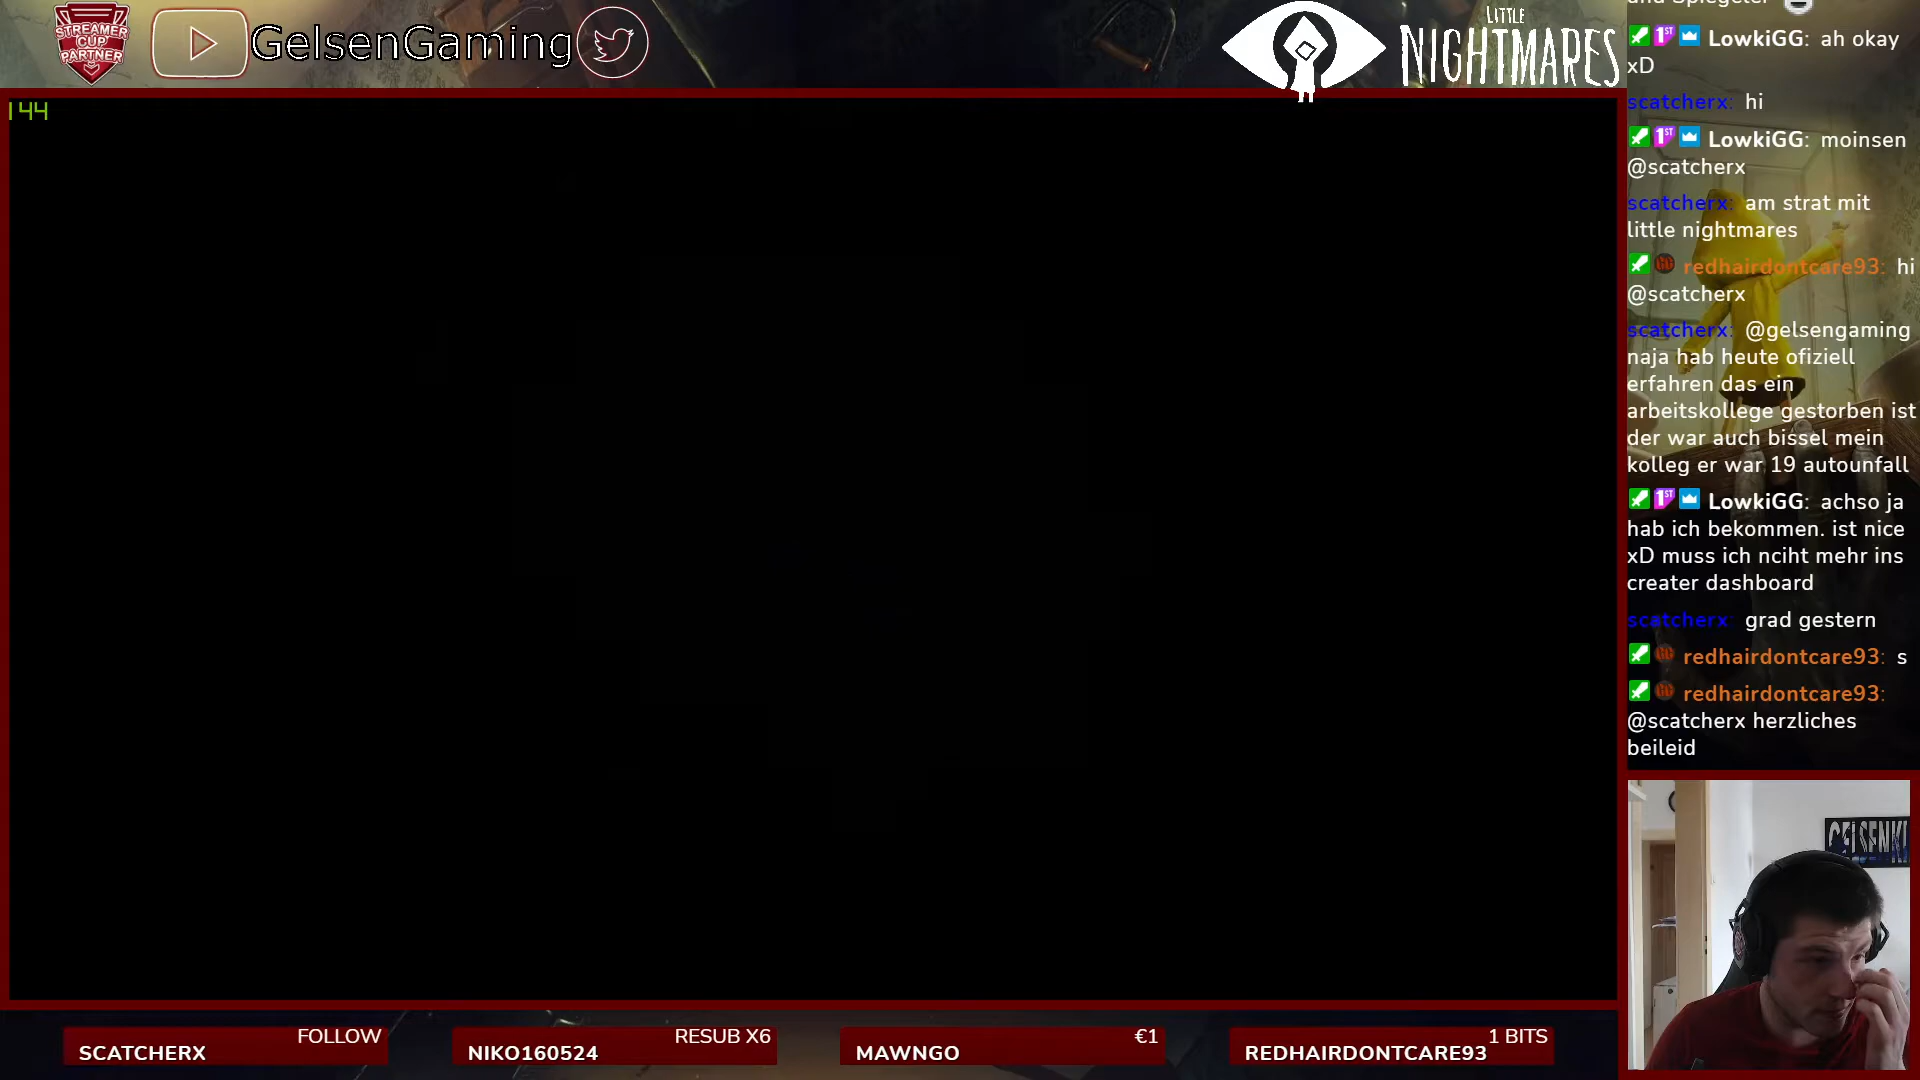 STREAMER
CUP
PARTNER
GelsenGaming
LITTLE
NIGHTMARES
144
LowkiGG: ah okay
xD
scatcherx: hi
LowkiGG: moinsen
@scatcherx
scatcherx: am strat mit
little nightmares
redhairdontcare93: hi
@scatcherx
scatcherx: @gelsengaming
naja hab heute ofiziell
erfahren das ein
arbeitskollege gestorben ist
der war auch bissel mein
kolleg er war 19 autounfall
LowkiGG: achso ja
hab ich bekommen. ist nice
xD muss ich nciht mehr ins
creater dashboard
scatcherx: grad gestern
redhairdontcare93: s
redhairdontcare93:
@scatcherx herzliches
beileid
GELSENKI
FOLLOW
SCATCHERX
RESUB X6
NIKO160524
€1
MAWNGO
1 BITS
REDHAIRDONTCARE93